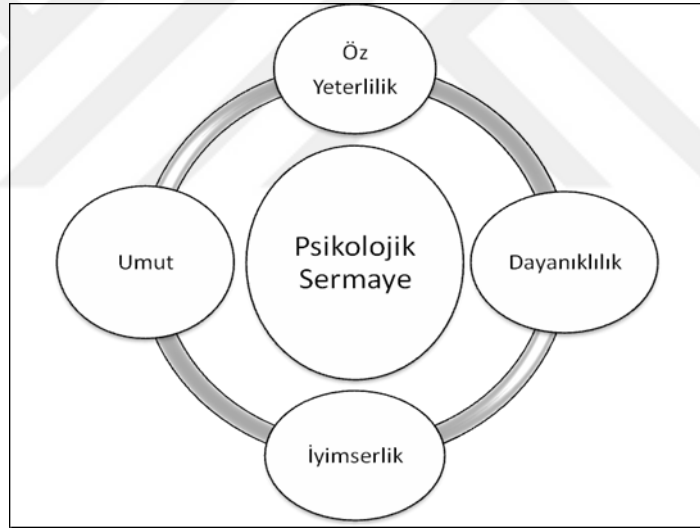 Öz
Yeterlilik
Umut
Psikolojik
Sermaye
Dayanıklılık
İyimserlik